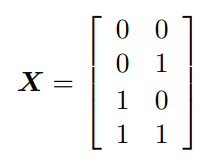 X = [ 0 0
0 1
1 0
1 1 ]